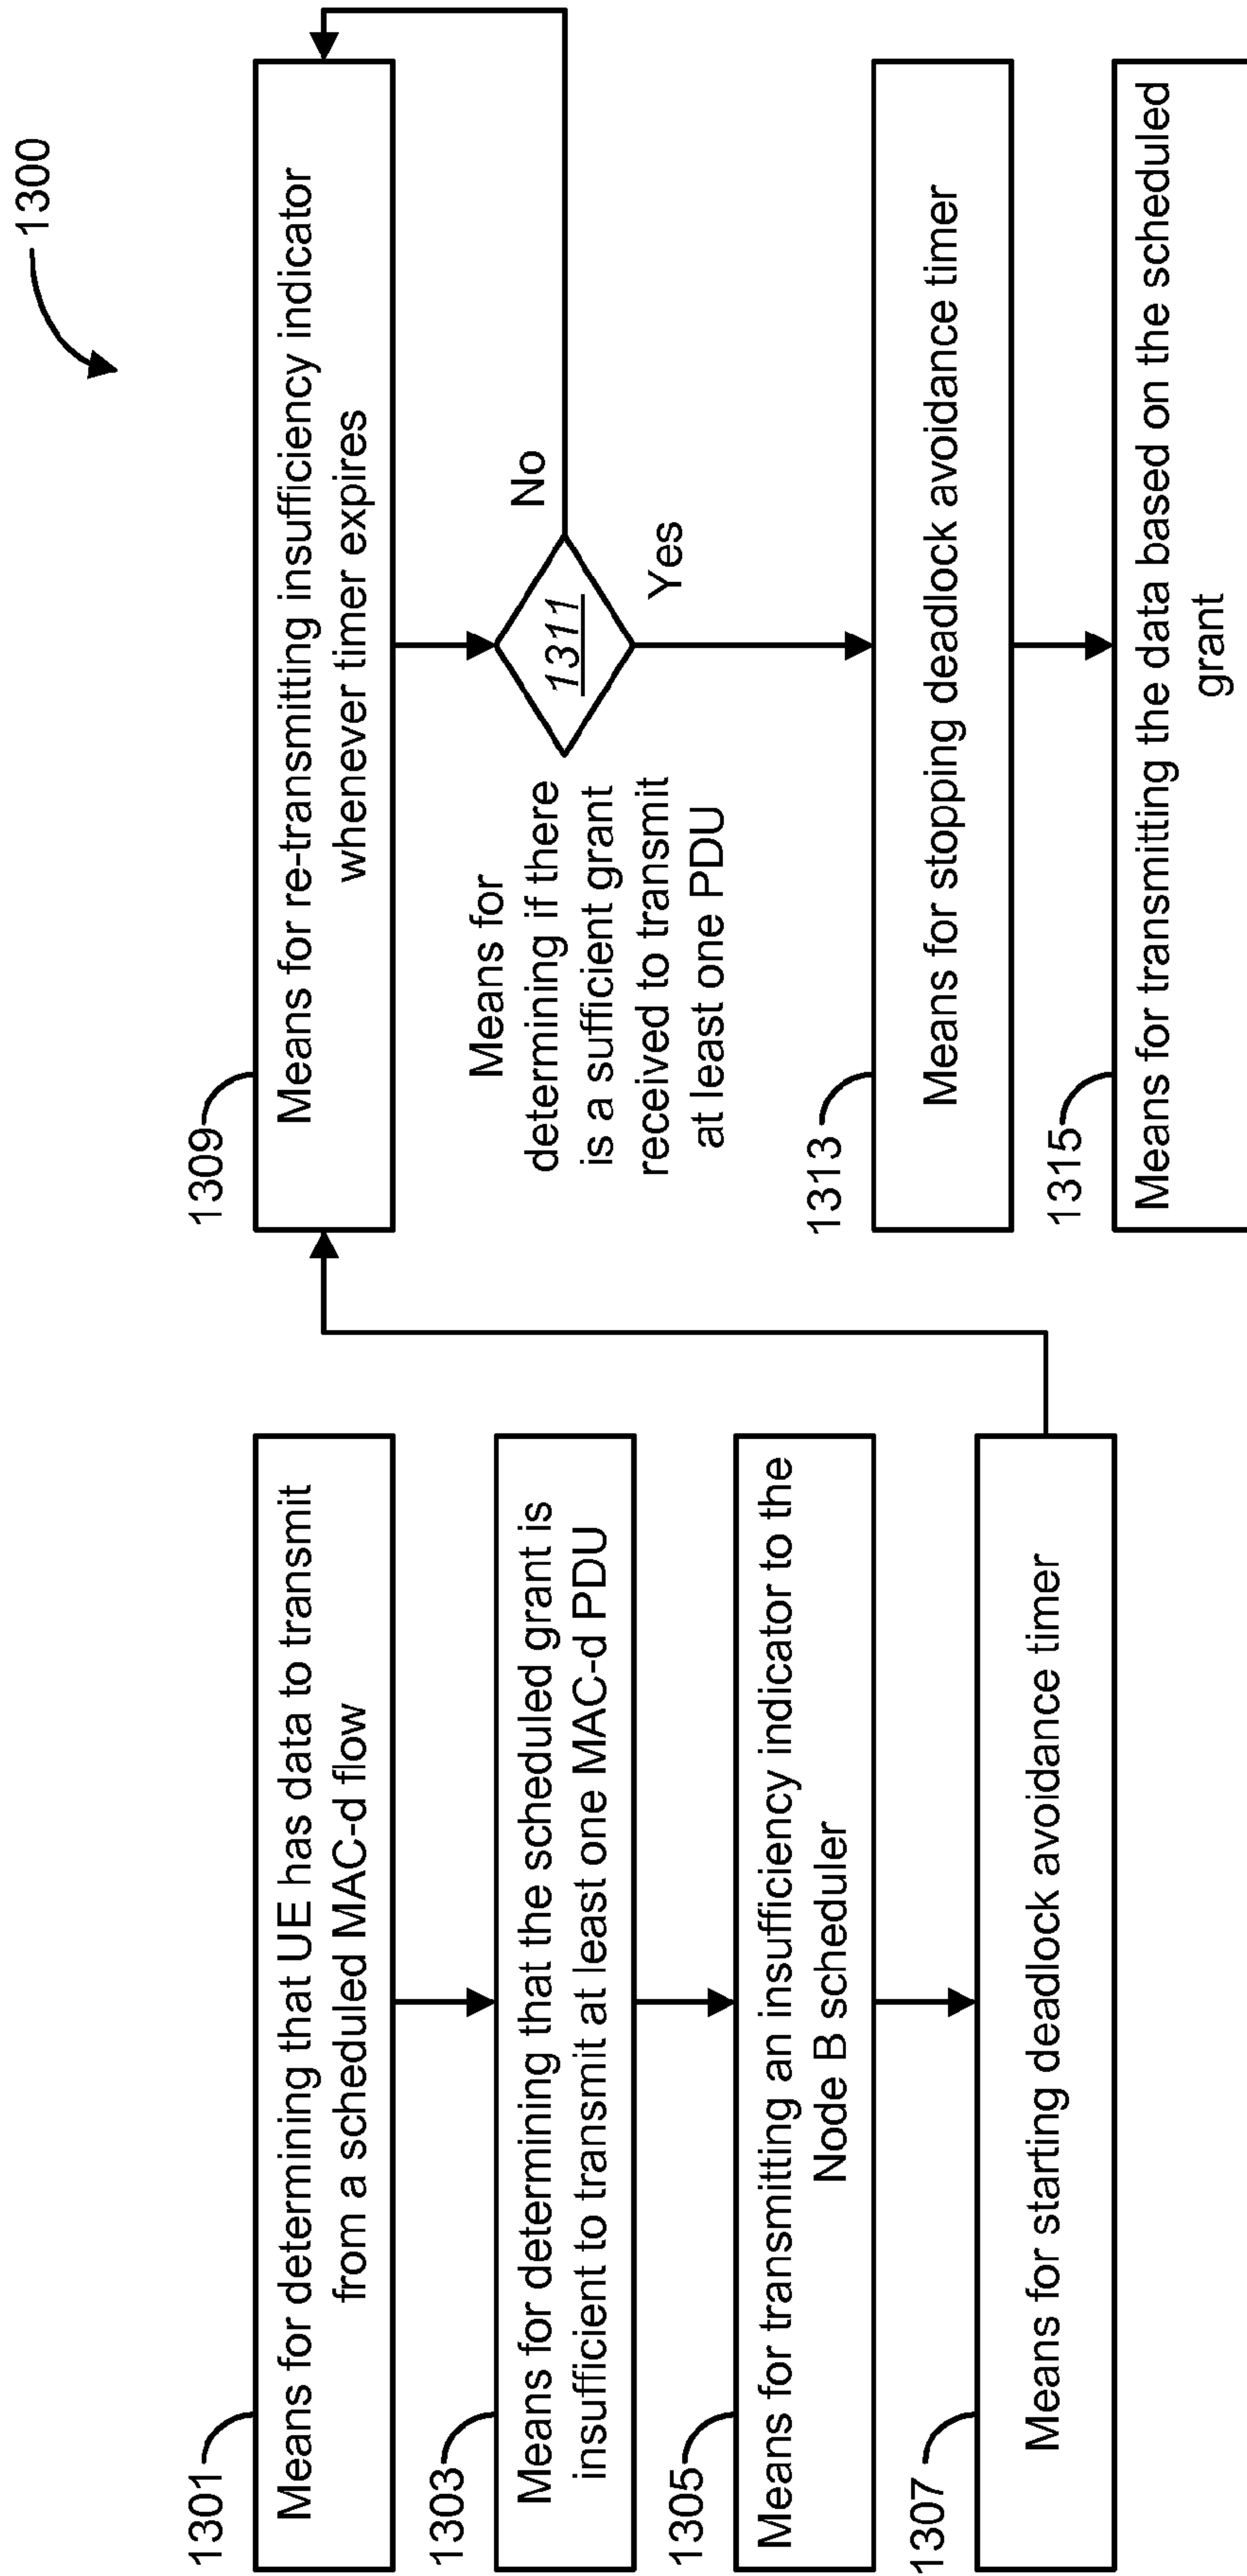 1300
1301
Means for determining that UE has data to transmit
from a scheduled MAC-d flow
1303
Means for determining that the scheduled grant is
insufficient to transmit at least one MAC-d PDU
1305
Means for transmitting an insufficiency indicator to the
Node B scheduler
1307
Means for starting deadlock avoidance timer
1309
Means for re-transmitting insufficiency indicator
whenever timer expires
Means for
determining if there
is a sufficient grant
received to transmit
at least one PDU
1311
No
Yes
1313
Means for stopping deadlock avoidance timer
1315
Means for transmitting the data based on the scheduled
grant